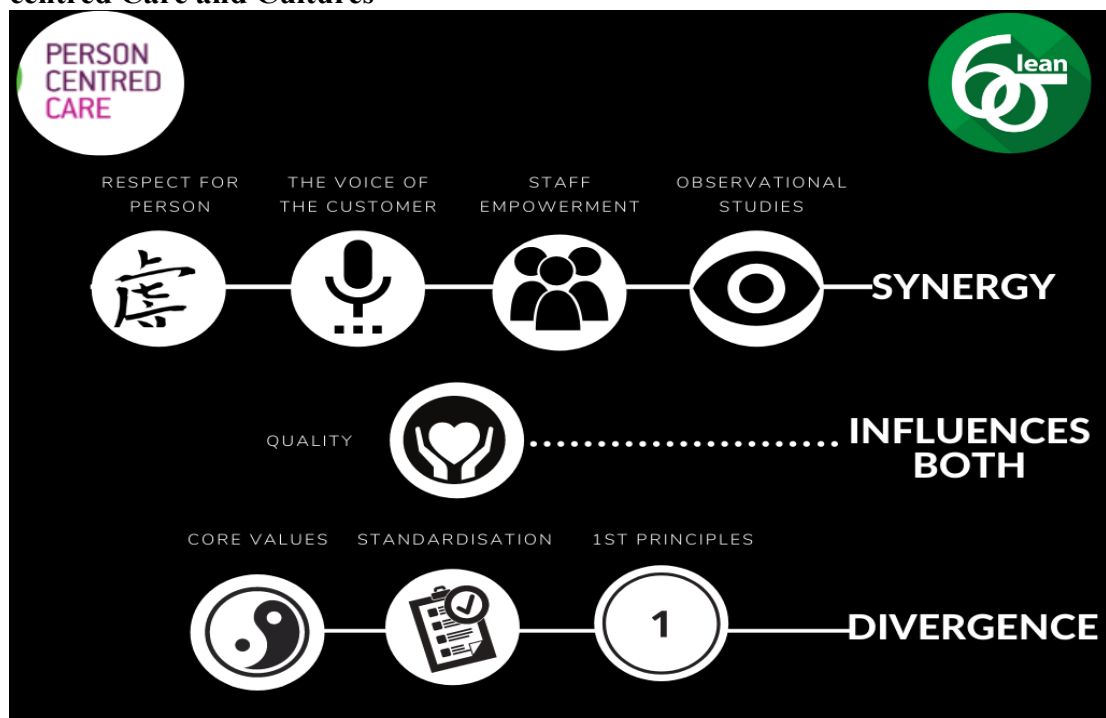 centred Care and Cultures
PERSON
CENTRED
CARE
6σ lean
RESPECT FOR
PERSON
THE VOICE OF
THE CUSTOMER
STAFF
EMPOWERMENT
OBSERVATIONAL
STUDIES
SYNERGY
QUALITY
INFLUENCES
BOTH
CORE VALUES
STANDARDISATION
1ST PRINCIPLES
1
DIVERGENCE